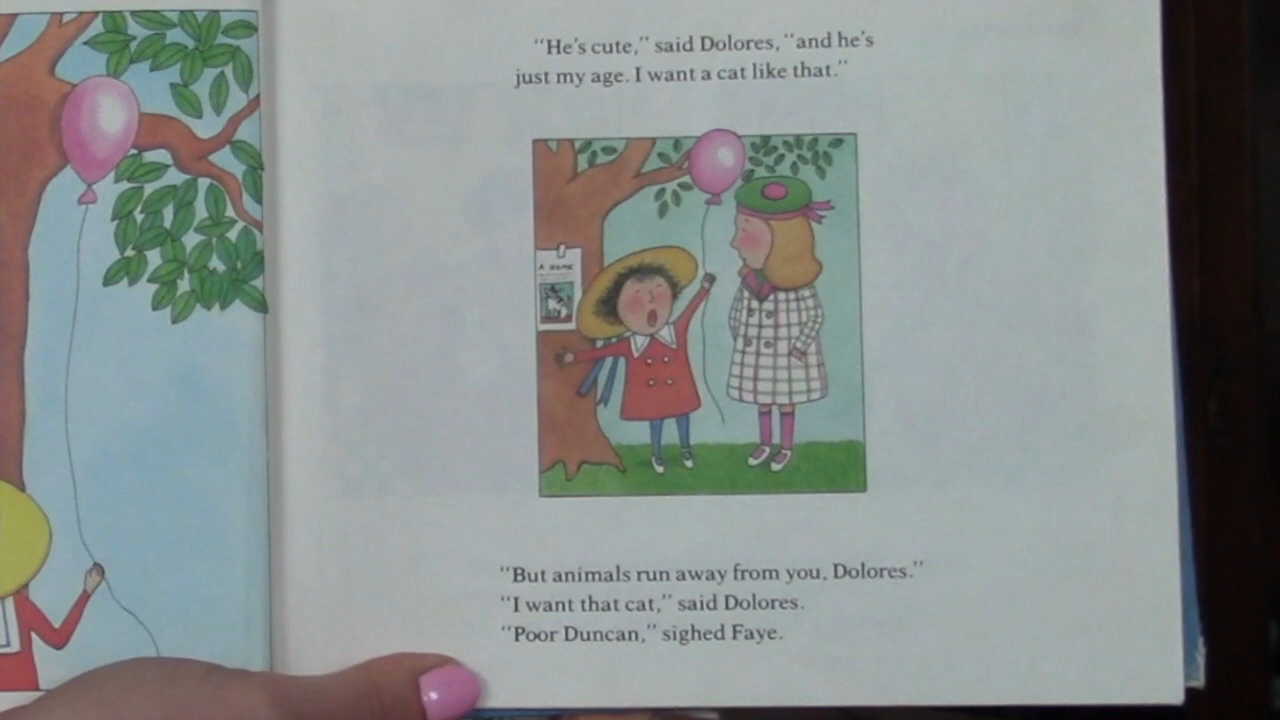 “He’s cute,” said Dolores, “and he’s
just my age. I want a cat like that.”
A HOME
“But animals run away from you, Dolores.”
“I want that cat,” said Dolores.
“Poor Duncan,” sighed Faye.